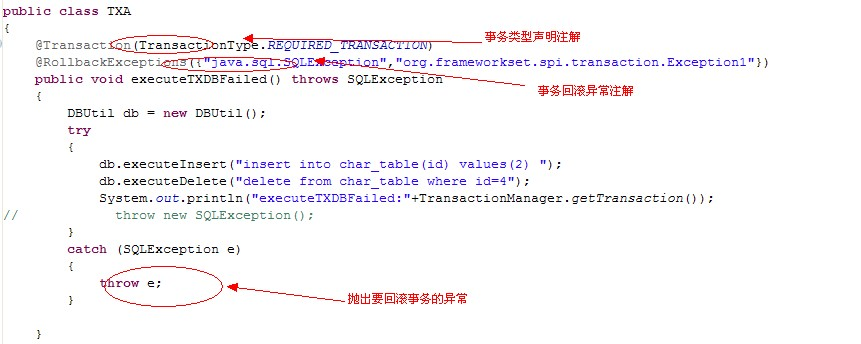 public class TXA
{
事务类型声明注解
@Transaction(TransactionType.REQUIRED_TRANSACTION)
@RollbackExceptions({"java.sql.SQLException","org.frameworkset.spi.transaction.Exception1"})
public void executeTXDBFailed() throws SQLException
事务回滚异常注解
{
DBUtil db = new DBUtil();
try
{
db.executeInsert("insert into char_table(id) values(2) ");
db.executeDelete("delete from char_table where id=4");
System.out.println("executeTXDBFailed:"+TransactionManager.getTransaction());
// throw new SQLException();
}
catch (SQLException e)
{
throw e;
抛出要回滚事务的异常
}
}